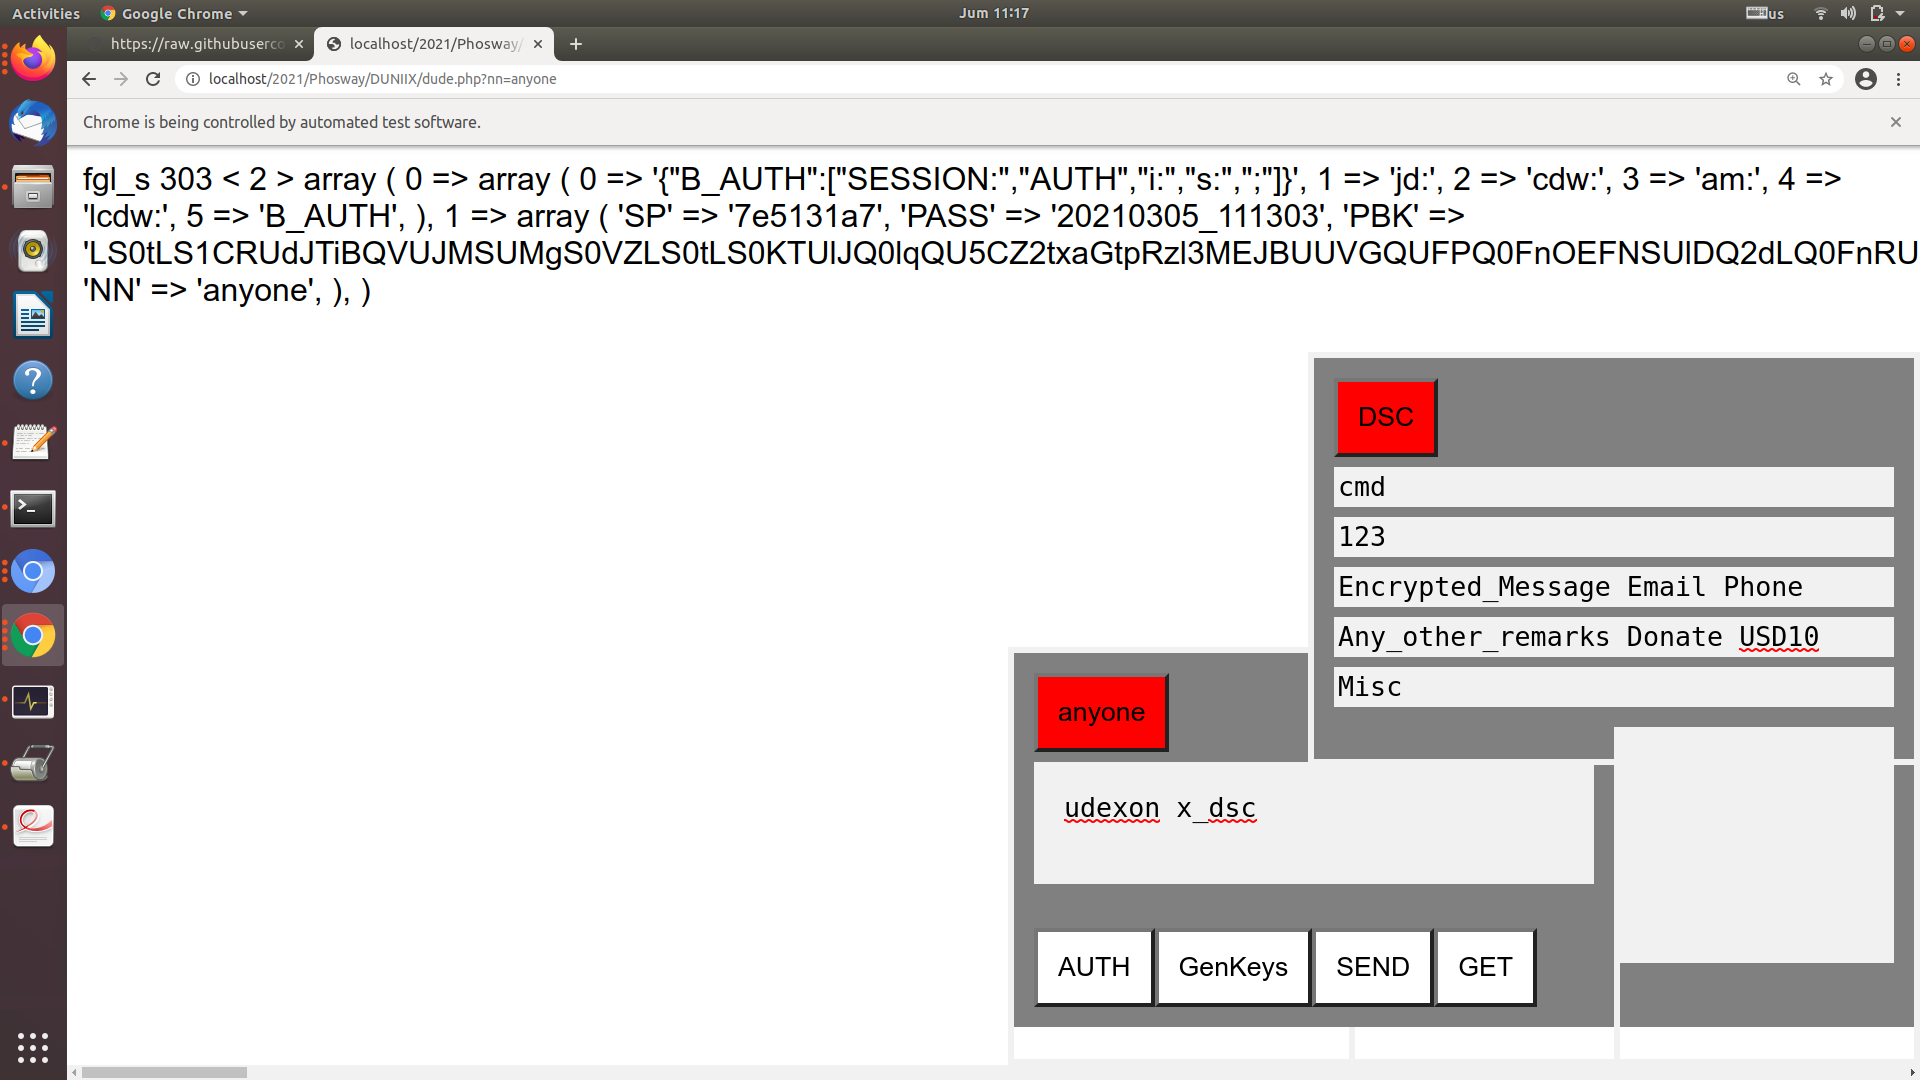 Activities
Google Chrome
Jum 11:17
us
https://raw.githubuserco
localhost/2021/Phosway/
localhost/2021/Phosway/DUNIIX/dude.php?nn=anyone
Chrome is being controlled by automated test software.
fgl_s 303 < 2 > array ( 0 => array ( 0 => '{"B_AUTH":["SESSION:","AUTH","i:","s:",";"]}', 1 => 'jd:', 2 => 'cdw:', 3 => 'am:', 4 =>
'lcdw:', 5 => 'B_AUTH', ), 1 => array ( 'SP' => '7e5131a7', 'PASS' => '20210305_111303', 'PBK' =>
'LS0tLS1CRUdJTiBQVUJMSUMgS0VZLS0tLS0KTUlJQ0lqQU5CZ2txaGtpRzl3MEJBUUVGQUFPQ0FnOEFNSUlDQ2dLQ0FnRU
'NN' => 'anyone', ), )
DSC
cmd
123
Encrypted_Message Email Phone
Any_other_remarks Donate USD10
Misc
anyone
udexon x_dsc
AUTH
GenKeys
SEND
GET